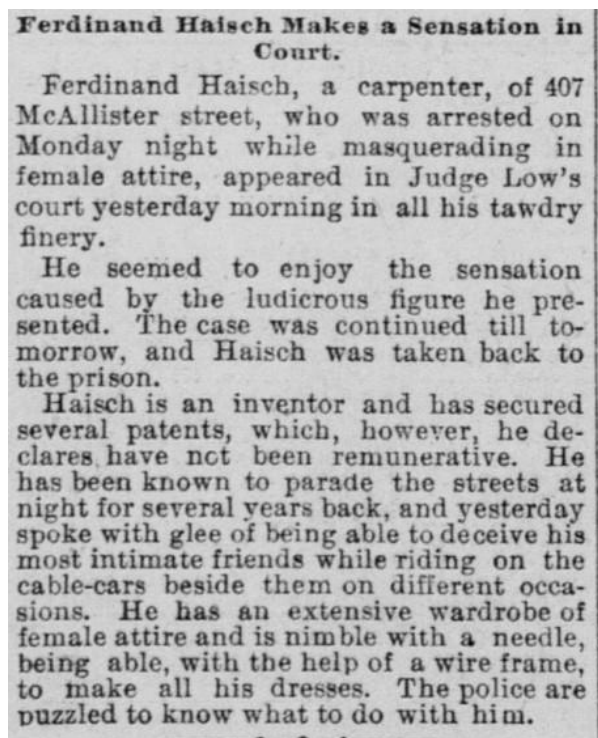 Ferdinand Haisch Makes a Sensation in
Court.
Ferdinand Haisch, a carpenter, of 407
McAllister street, who was arrested on
Monday night while masquerading in
female attire, appeared in Judge Low's
court yesterday morning in all his tawdry
finery.
He seemed to enjoy the sensation
caused by the ludicrous figure he pre-
sented. The case was continued till to-
morrow, and Haisch was taken back to
the prison.
Haisch is an inventor and has secured
several patents, which, however, he de-
clares have not been remunerative. He
has been known to parade the streets at
night for several years back, and yesterday
spoke with glee of being able to deceive his
most intimate friends while riding on the
cable-cars beside them on different occa-
sions. He has an extensive wardrobe of
female attire and is nimble with a needle,
being able, with the help of a wire frame,
to make all his dresses. The police are
puzzled to know what to do with him.